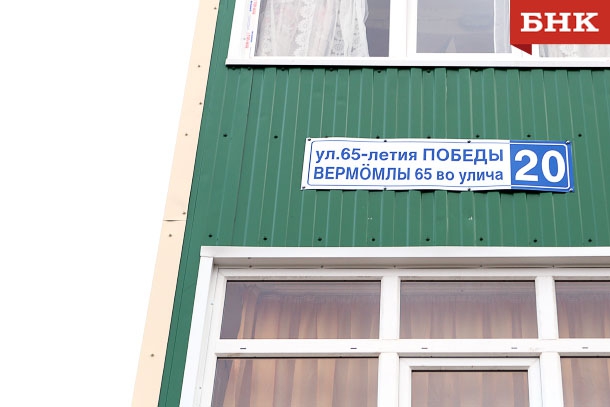 БНК
ул.65-летия ПОБЕДЫ
ВЕРМӦМЛЫ 65 во улича
20